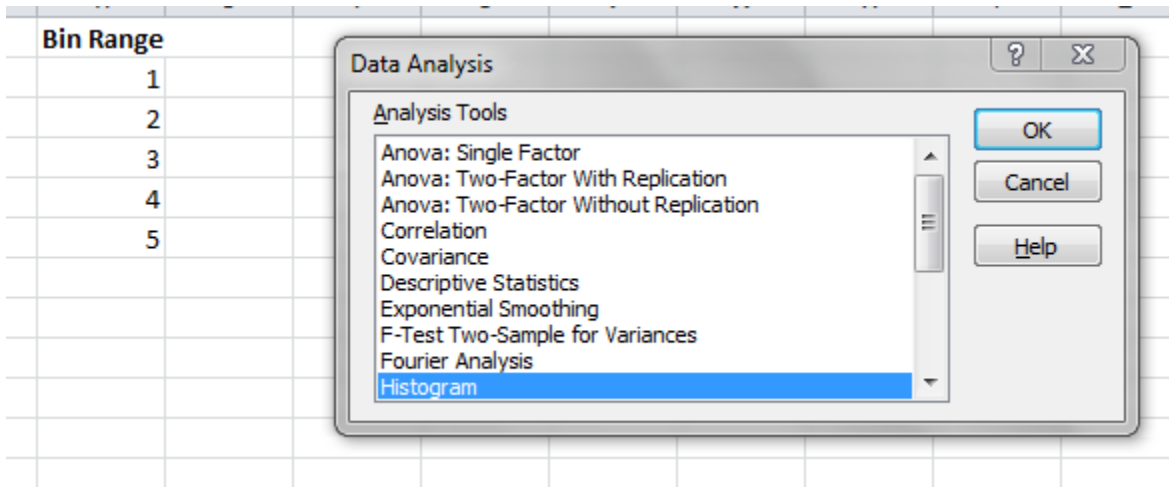 Bin Range
1
2
3
4
5
Data Analysis
Analysis Tools
Anova: Single Factor
Anova: Two-Factor With Replication
Anova: Two-Factor Without Replication
Correlation
Covariance
Descriptive Statistics
Exponential Smoothing
F-Test Two-Sample for Variances
Fourier Analysis
Histogram
OK
Cancel
Help